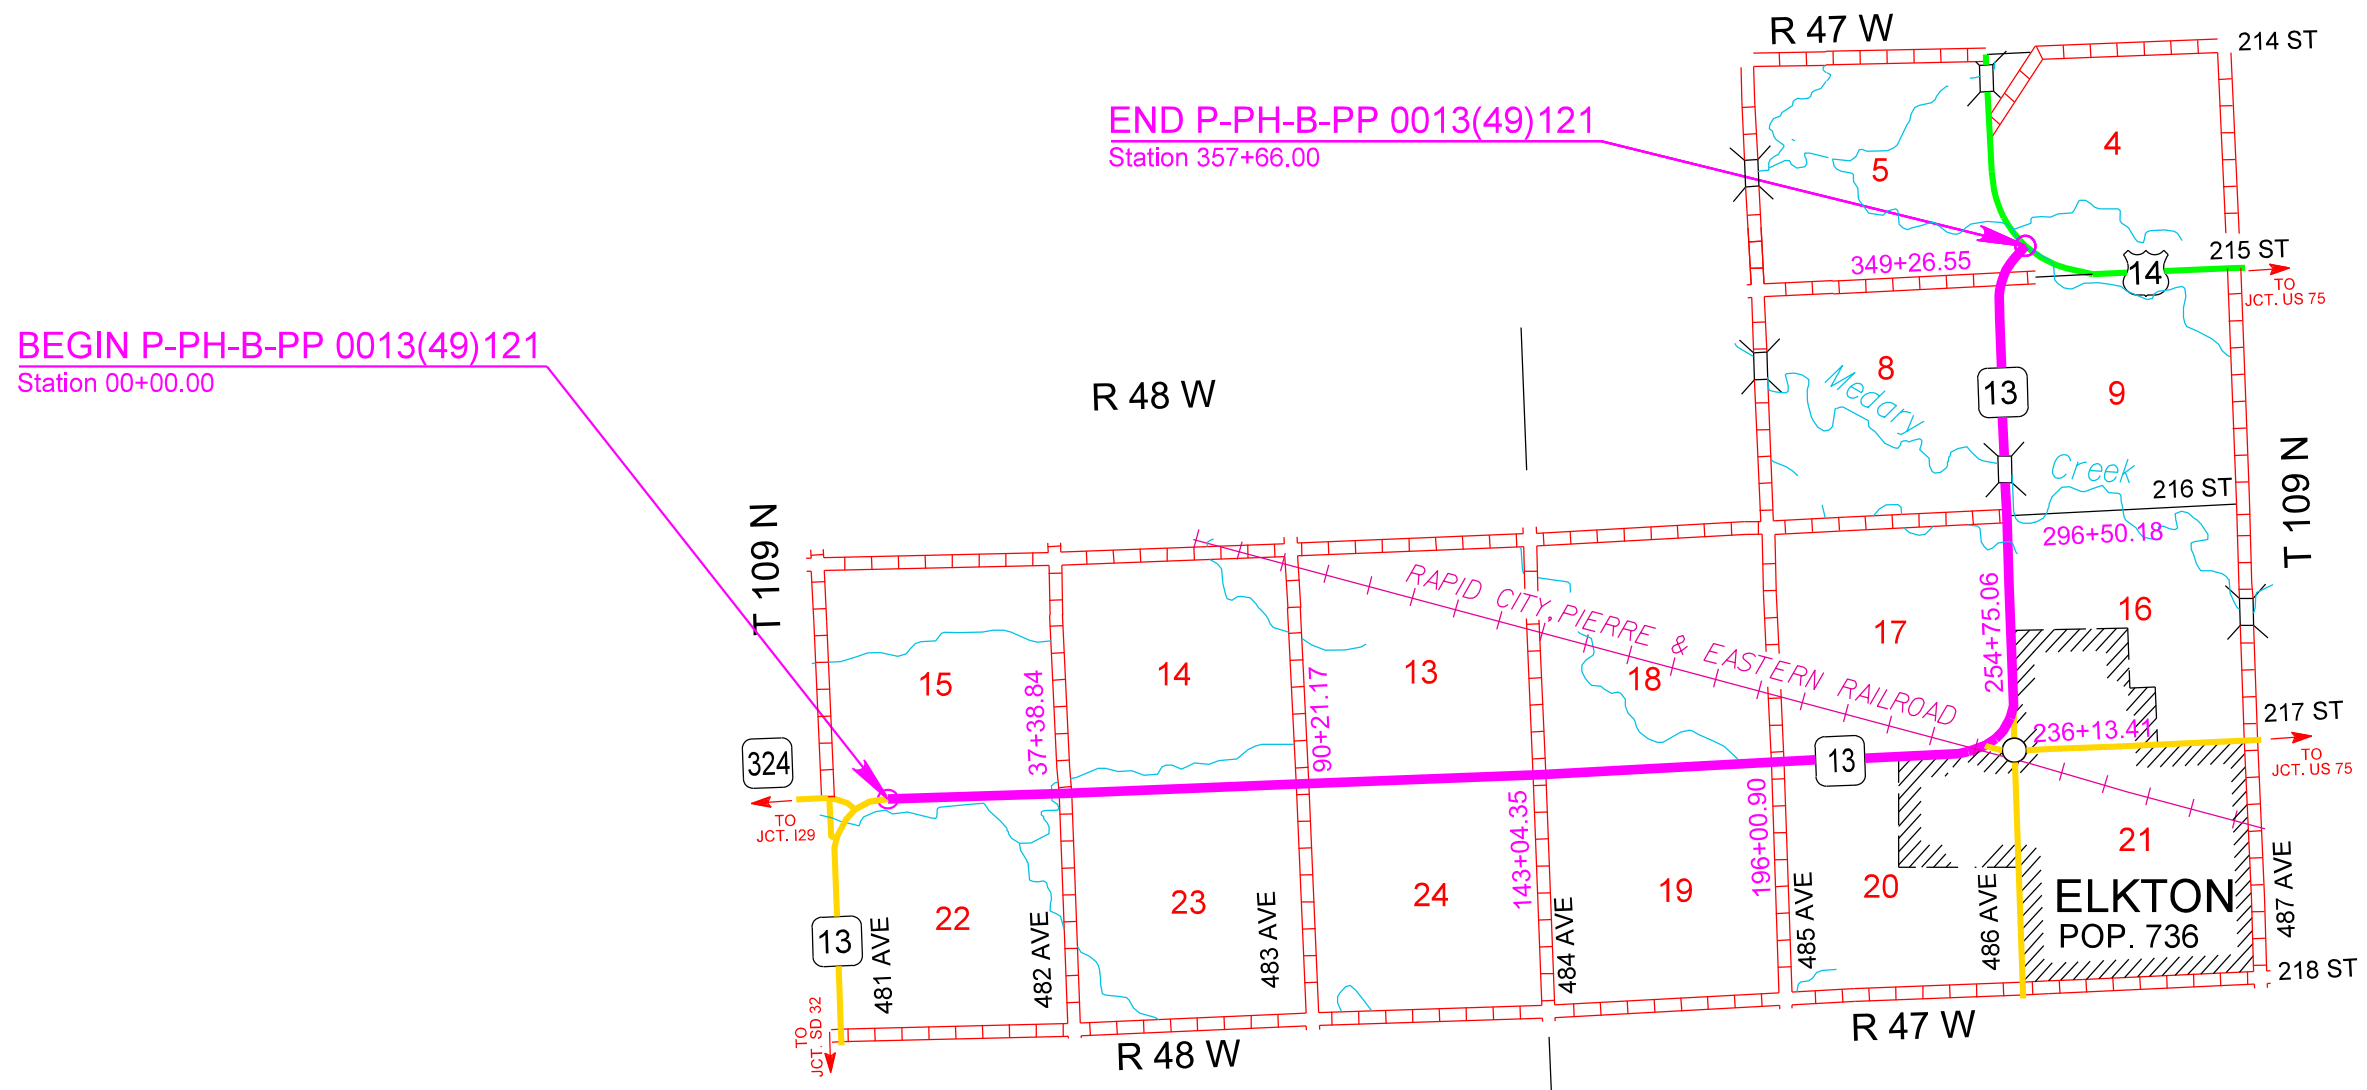 R 47 W
214 ST
END P-PH-B-PP 0013(49)121
Station 357+66.00
4
5
215 ST
349+26.55
14
TO
JCT. US 75
BEGIN P-PH-B-PP 0013(49)121
Station 00+00.00
R 48 W
8
13
9
Medary
Creek
T 109 N
216 ST
296+50.18
T 109 N
RAPID CITY, PIERRE & EASTERN RAILROAD
254+75.06
16
17
15
14
13
18
37+38.84
90+21.17
236+13.41
217 ST
TO
JCT. US 75
324
13
TO
JCT. I29
143+04.35
196+00.90
21
22
23
24
19
20
ELKTON
POP. 736
13
481 AVE
482 AVE
483 AVE
484 AVE
485 AVE
486 AVE
487 AVE
218 ST
TO
JCT. SD 32
R 48 W
R 47 W